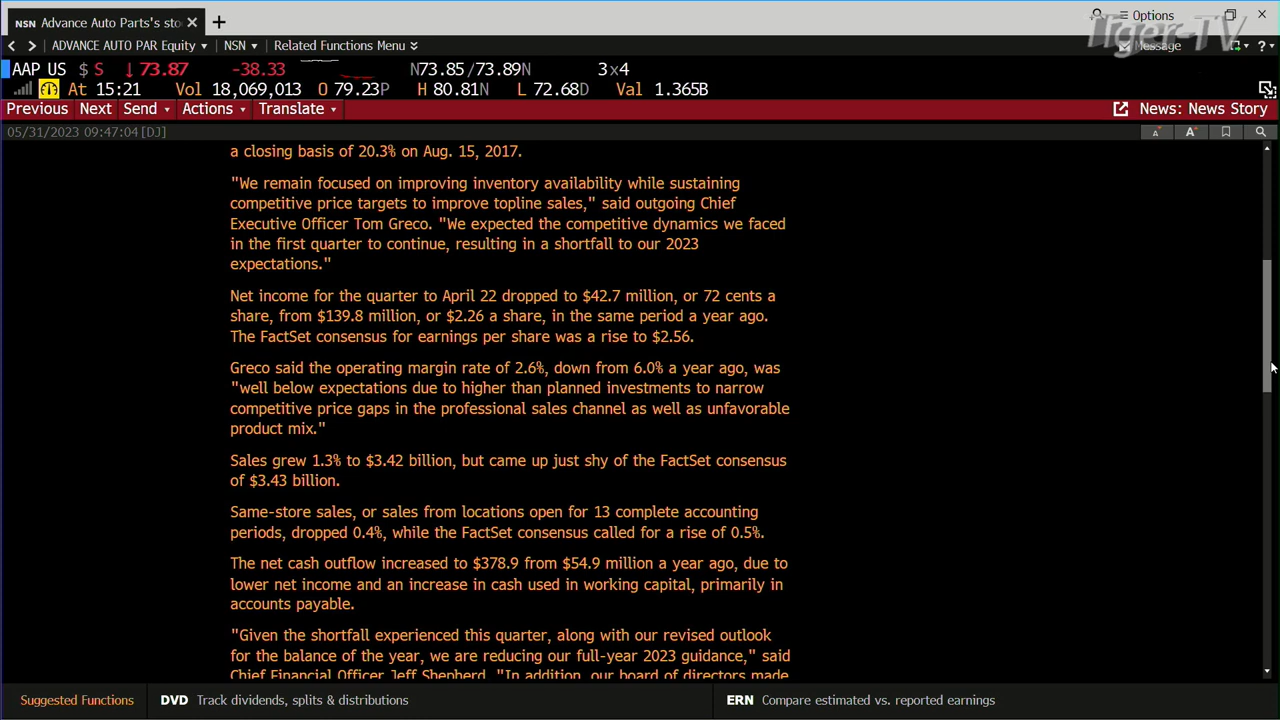 NSN Advance Auto Parts's sto × +
Options
Tiger-TV
< > ADVANCE AUTO PAR Equity NSN Related Functions Menu Message ?
AAP US $ S ↓73.87 -38.33 N73.85/73.89N 3x4
At 15:21 Vol 18,069,013 O 79.23P H 80.81N L 72.68D Val 1.365B
Previous Next Send Actions Translate News: News Story
05/31/2023 09:47:04 [DJ] A A
a closing basis of 20.3% on Aug. 15, 2017.
"We remain focused on improving inventory availability while sustaining
competitive price targets to improve topline sales," said outgoing Chief
Executive Officer Tom Greco. "We expected the competitive dynamics we faced
in the first quarter to continue, resulting in a shortfall to our 2023
expectations."
Net income for the quarter to April 22 dropped to $42.7 million, or 72 cents a
share, from $139.8 million, or $2.26 a share, in the same period a year ago.
The FactSet consensus for earnings per share was a rise to $2.56.
Greco said the operating margin rate of 2.6%, down from 6.0% a year ago, was
"well below expectations due to higher than planned investments to narrow
competitive price gaps in the professional sales channel as well as unfavorable
product mix."
Sales grew 1.3% to $3.42 billion, but came up just shy of the FactSet consensus
of $3.43 billion.
Same-store sales, or sales from locations open for 13 complete accounting
periods, dropped 0.4%, while the FactSet consensus called for a rise of 0.5%.
The net cash outflow increased to $378.9 from $54.9 million a year ago, due to
lower net income and an increase in cash used in working capital, primarily in
accounts payable.
"Given the shortfall experienced this quarter, along with our revised outlook
for the balance of the year, we are reducing our full-year 2023 guidance," said
Chief Financial Officer Jeff Shepherd. "In addition, our board of directors made
Suggested Functions DVD Track dividends, splits & distributions ERN Compare estimated vs. reported earnings